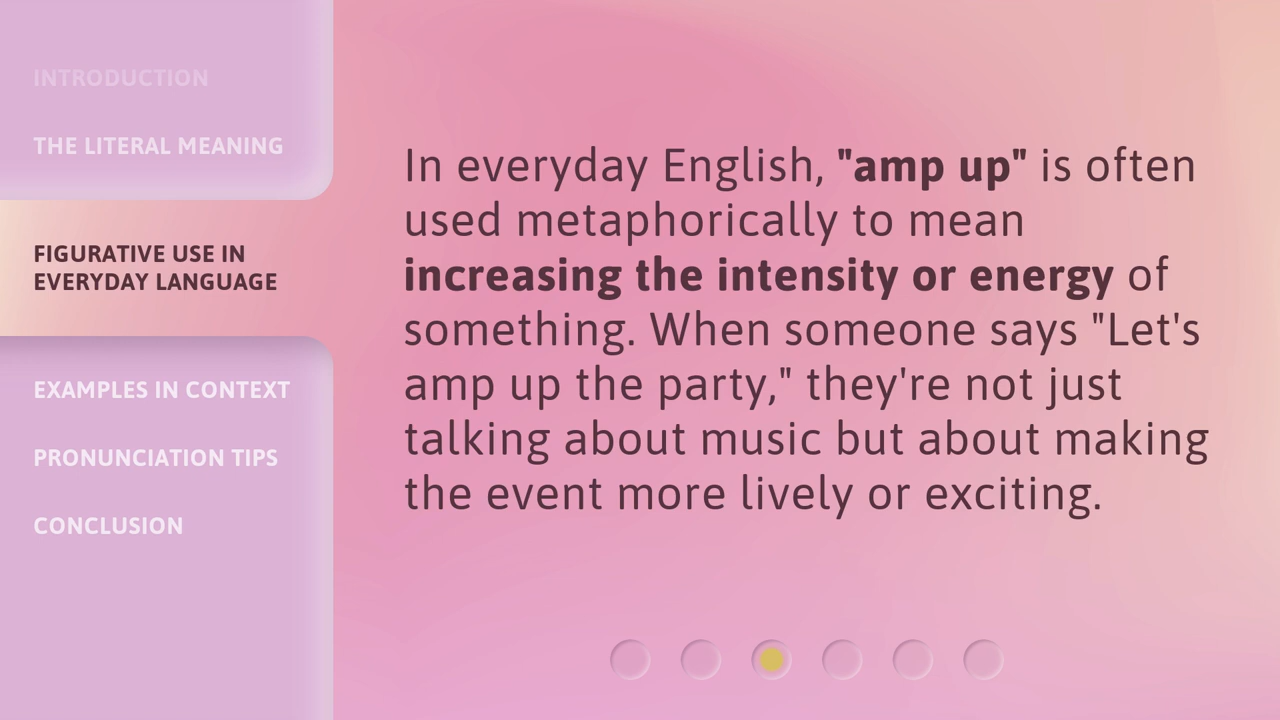 INTRODUCTION
THE LITERAL MEANING
FIGURATIVE USE IN
EVERYDAY LANGUAGE
EXAMPLES IN CONTEXT
PRONUNCIATION TIPS
CONCLUSION
In everyday English, "amp up" is often
used metaphorically to mean
increasing the intensity or energy of
something. When someone says "Let's
amp up the party," they're not just
talking about music but about making
the event more lively or exciting.